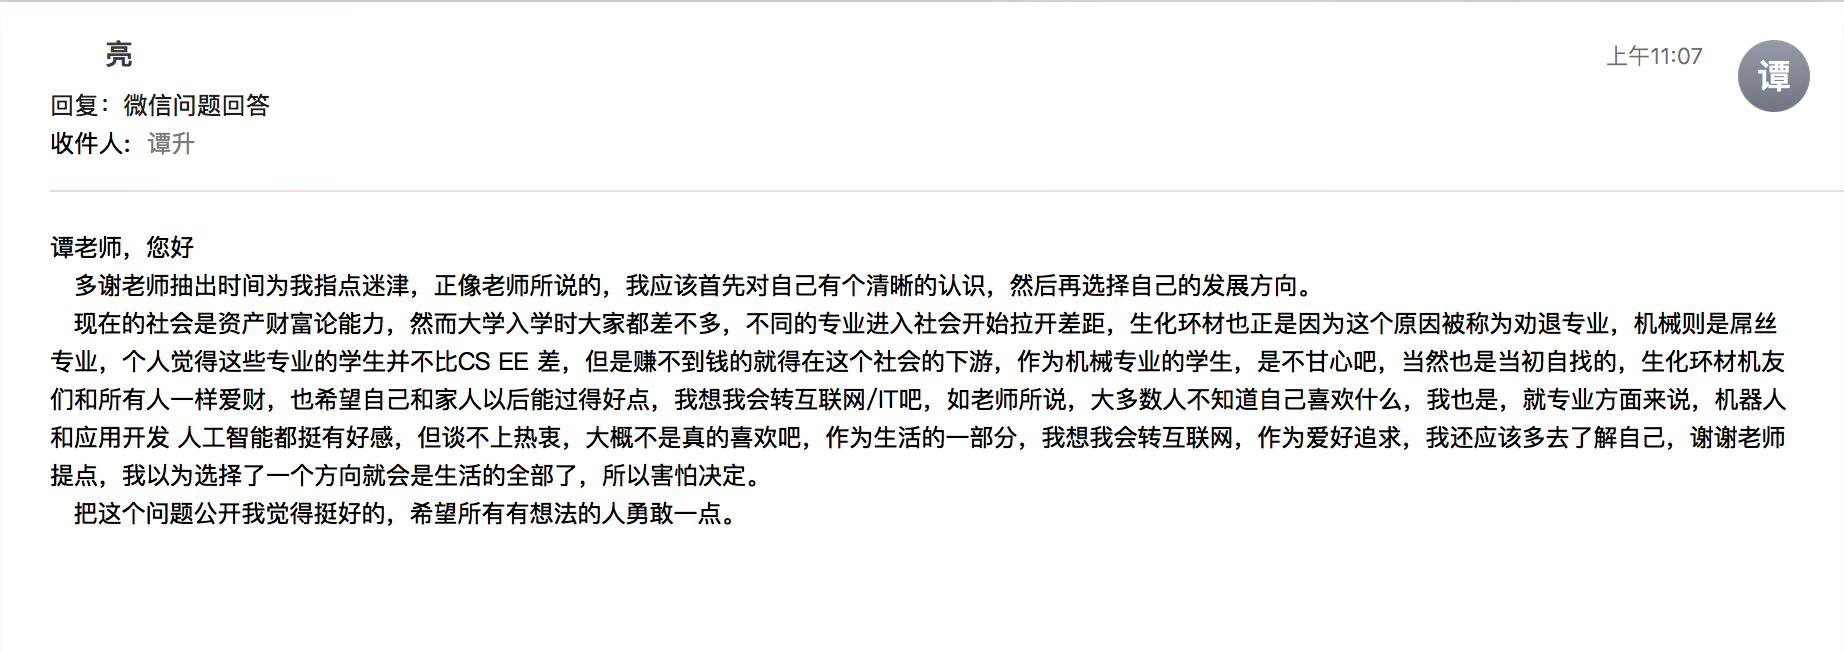 亮
上午11:07
谭
回复：微信问题回答
收件人：谭升
谭老师，您好
多谢老师抽出时间为我指点迷津，正像老师所说的，我应该首先对自己有个清晰的认识，然后再选择自己的发展方向。
现在的社会是资产财富论能力，然而大学入学时大家都差不多，不同的专业进入社会开始拉开差距，生化环材也正是因为这个原因被称为劝退专业，机械则是屌丝
专业，个人觉得这些专业的学生并不比CS EE 差，但是赚不到钱的就得在这个社会的下游，作为机械专业的学生，是不甘心吧，当然也是当初自找的，生化环材机友
们和所有人一样爱财，也希望自己和家人以后能过得好点，我想我会转互联网/IT吧，如老师所说，大多数人不知道自己喜欢什么，我也是，就专业方面来说，机器人
和应用开发 人工智能都挺有好感，但谈不上热衷，大概不是真的喜欢吧，作为生活的一部分，我想我会转互联网，作为爱好追求，我还应该多去了解自己，谢谢老师
提点，我以为选择了一个方向就会是生活的全部了，所以害怕决定。
把这个问题公开我觉得挺好的，希望所有有想法的人勇敢一点。